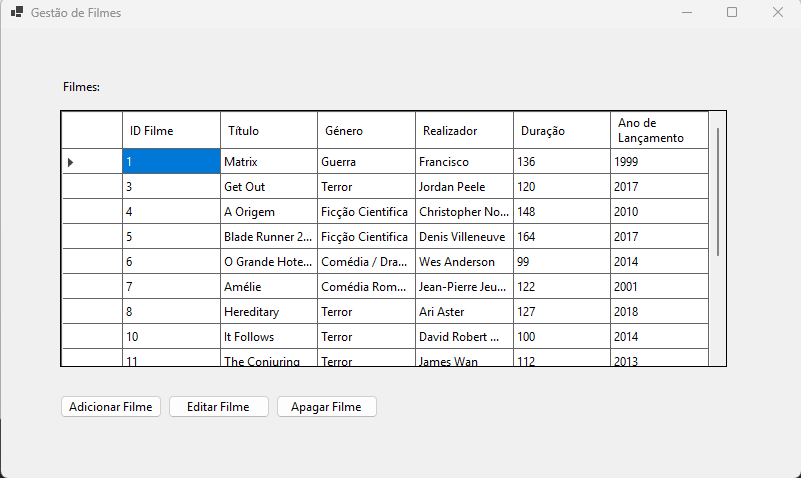 Gestão de Filmes
Filmes:
ID Filme Título Género Realizador Duração Ano de Lançamento
1 Matrix Guerra Francisco 136 1999
3 Get Out Terror Jordan Peele 120 2017
4 A Origem Ficção Cientifica Christopher No... 148 2010
5 Blade Runner 2... Ficção Cientifica Denis Villeneuve 164 2017
6 O Grande Hote... Comédia / Dra... Wes Anderson 99 2014
7 Amélie Comédia Rom... Jean-Pierre Jeu... 122 2001
8 Hereditary Terror Ari Aster 127 2018
10 It Follows Terror David Robert ... 100 2014
11 The Conjuring Terror James Wan 112 2013
Adicionar Filme Editar Filme Apagar Filme